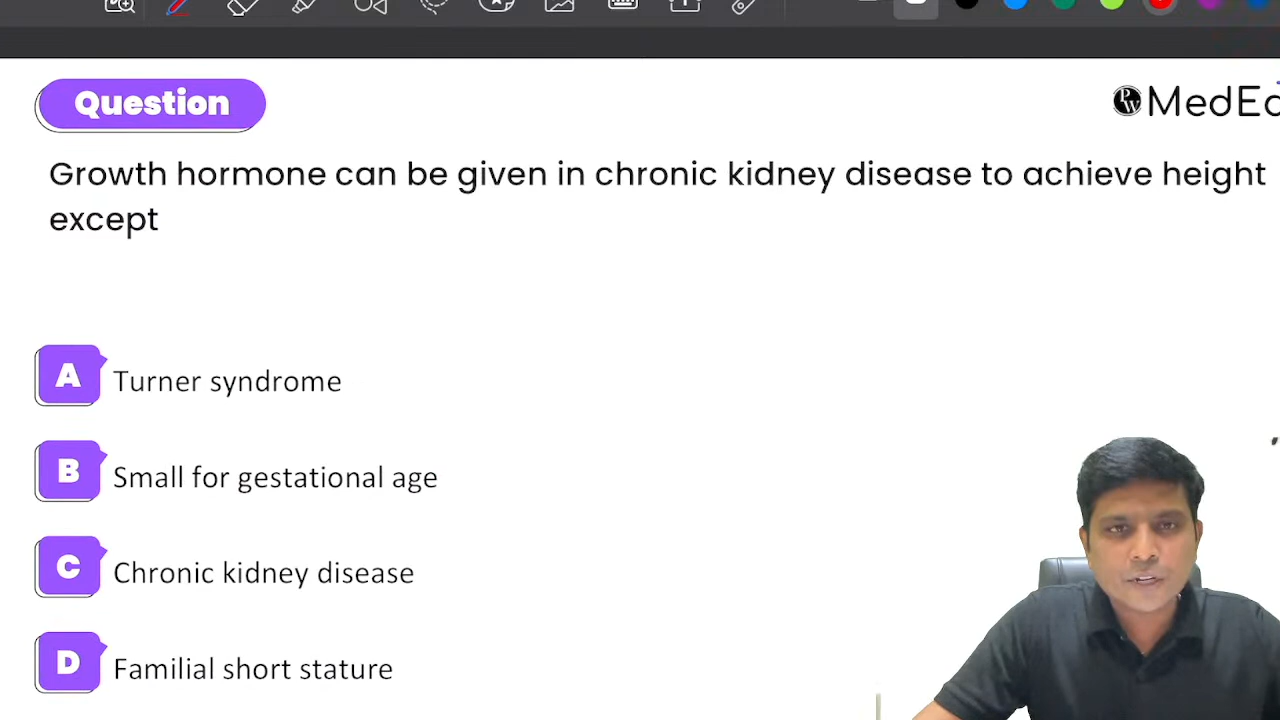 Question
PW MedEd
Growth hormone can be given in chronic kidney disease to achieve height
except
A Turner syndrome
B Small for gestational age
C Chronic kidney disease
D Familial short stature